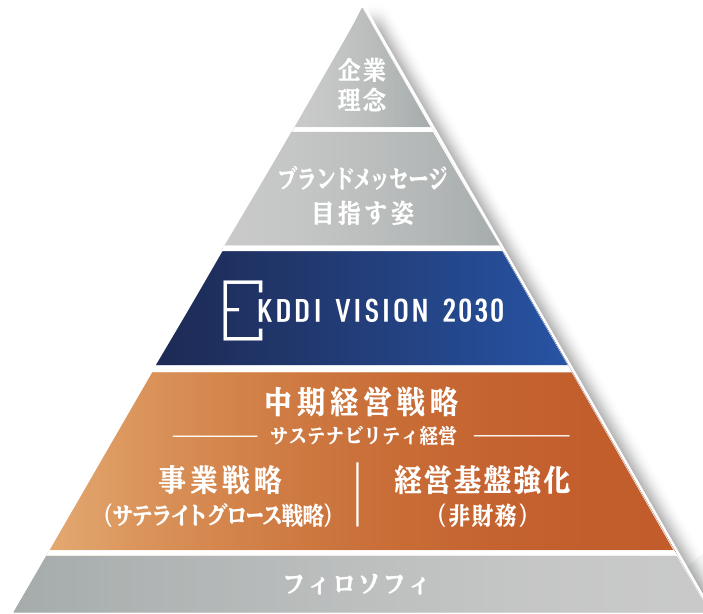 企業
理念
ブランドメッセージ
目指す姿
KDDI VISION 2030
中期経営戦略
サステナビリティ経営
事業戦略
(サテライトグロース戦略)
経営基盤強化
(非財務)
フィロソフィ